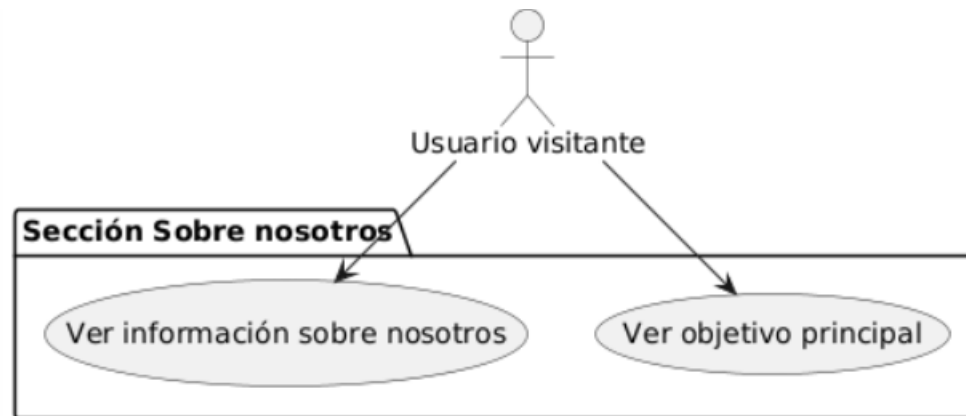 Usuario visitante
Sección Sobre nosotros
Ver información sobre nosotros
Ver objetivo principal